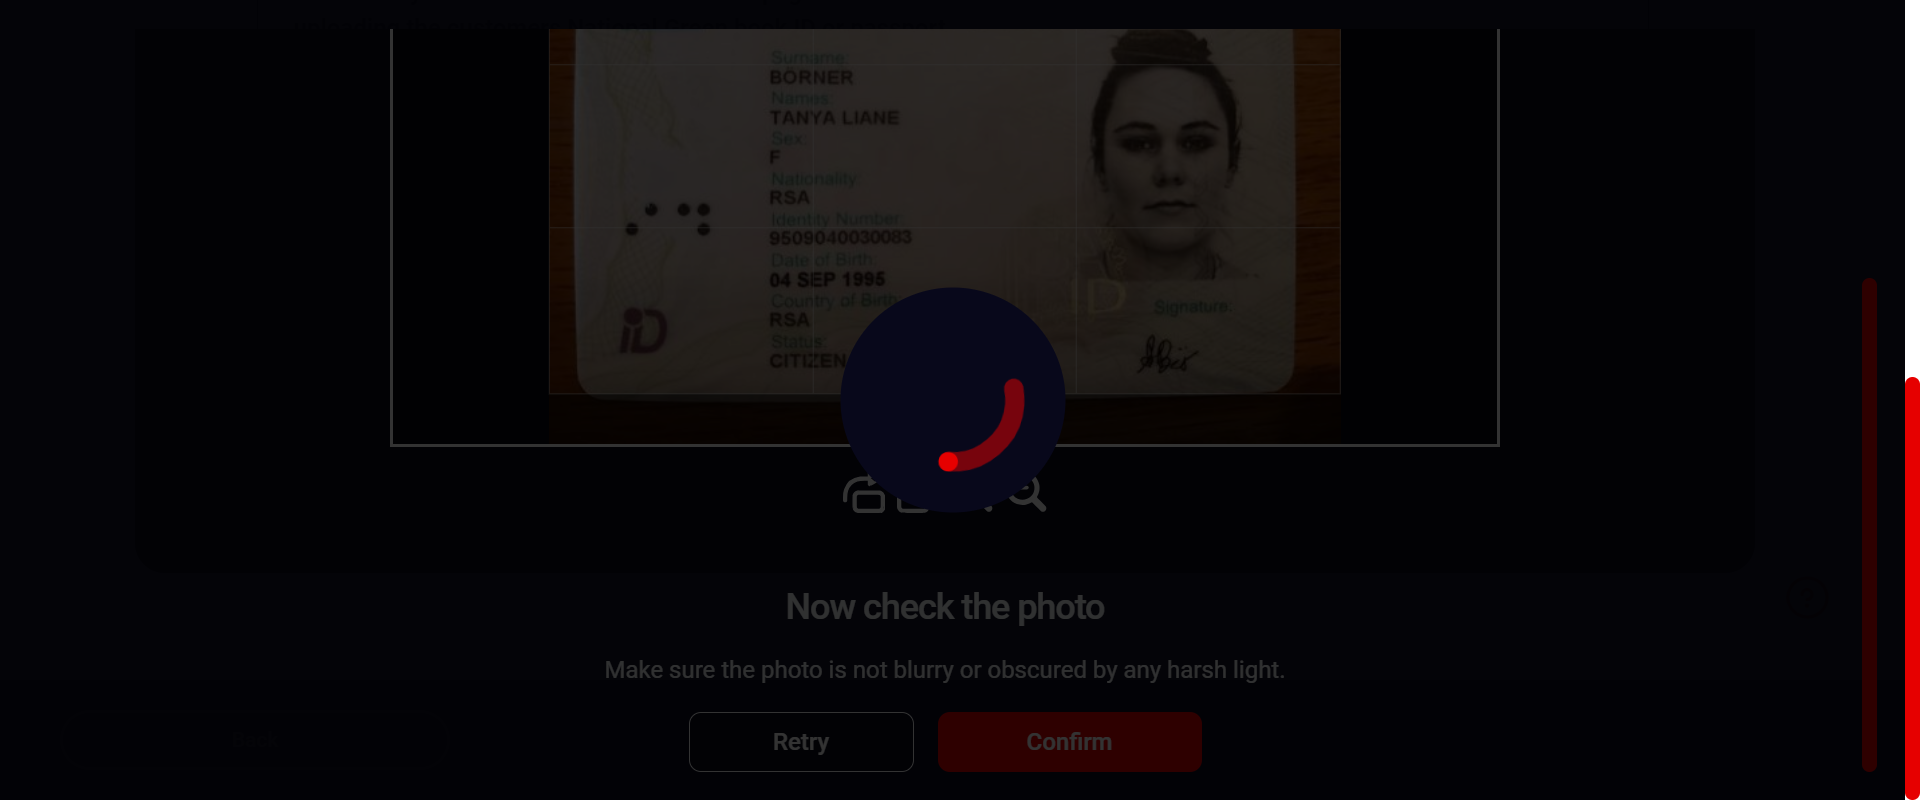 Surname:
BÖRNER
Names:
TANYA LIANE
Sex:
F
Nationality:
RSA
Identity Number:
9509040030083
Date of Birth:
04 SEP 1995
Country of Birth:
RSA
Status:
CITIZEN
iD
D
Signature:
Now check the photo
Make sure the photo is not blurry or obscured by any harsh light.
Back
Retry
Confirm